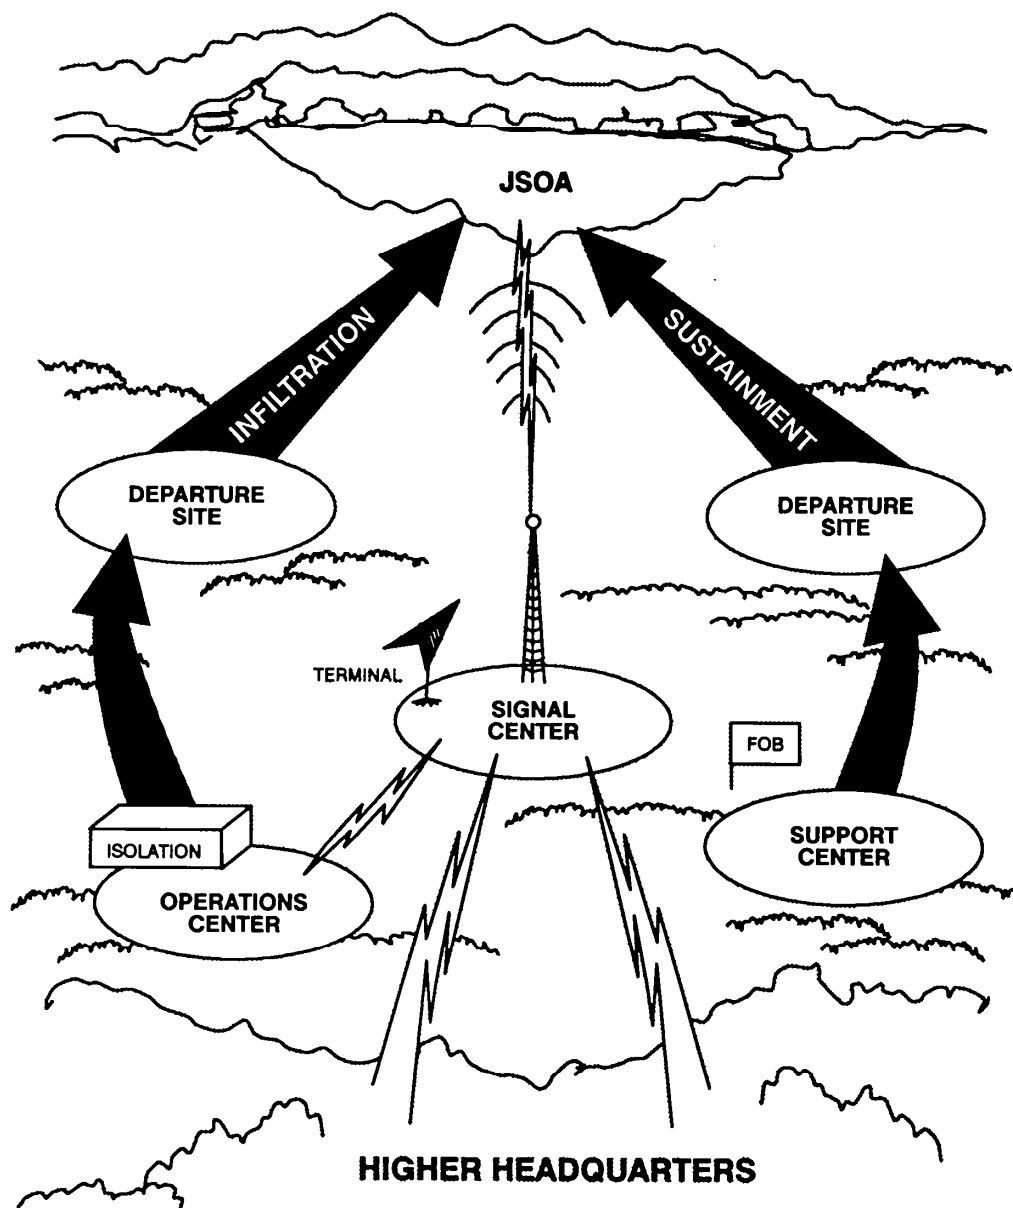 JSOA
INFILTRATION
SUSTAINMENT
DEPARTURE
SITE
DEPARTURE
SITE
TERMINAL
SIGNAL
CENTER
FOB
ISOLATION
OPERATIONS
CENTER
SUPPORT
CENTER
HIGHER HEADQUARTERS